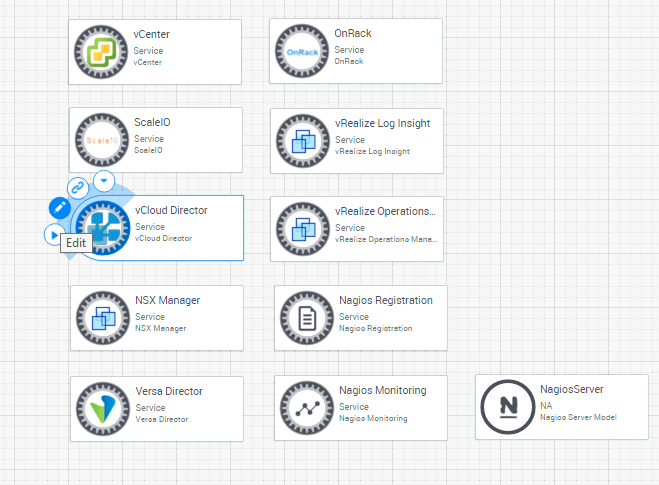 vCenter
Service
vCenter
OnRack
OnRack
Service
OnRack
ScaleIO
ScaleIO
Service
ScaleIO
vRealize Log Insight
Service
vRealize Log Insight
vCloud Director
Service
vCloud Director
Edit
vRealize Operations...
Service
vRealize Operations Mana...
NSX Manager
Service
NSX Manager
Nagios Registration
Service
Nagios Registration
Versa Director
Service
Versa Director
Nagios Monitoring
Service
Nagios Monitoring
N
NagiosServer
NA
Nagios Server Model